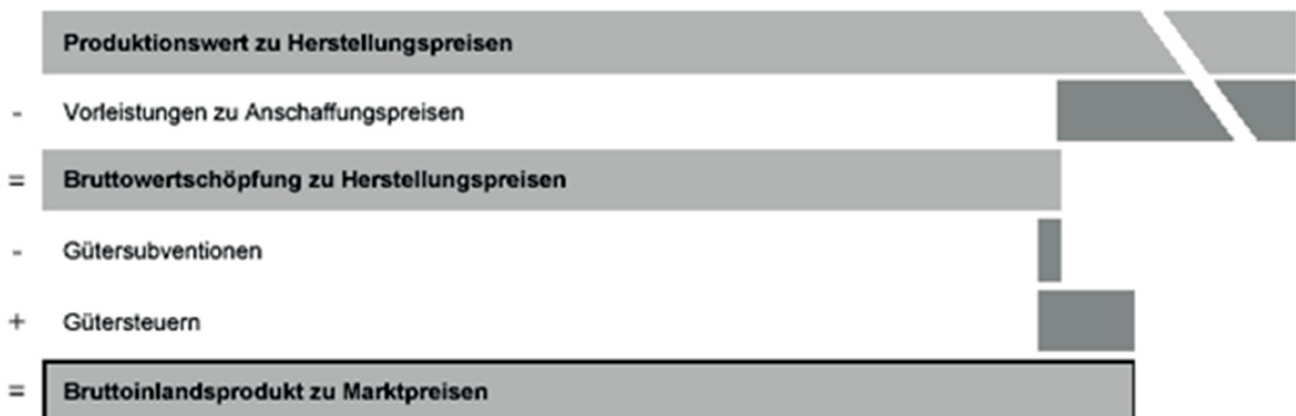 Produktionswert zu Herstellungspreisen
- Vorleistungen zu Anschaffungspreisen
= Bruttowertschöpfung zu Herstellungspreisen
- Gütersubventionen
+ Gütersteuern
= Bruttoinlandsprodukt zu Marktpreisen